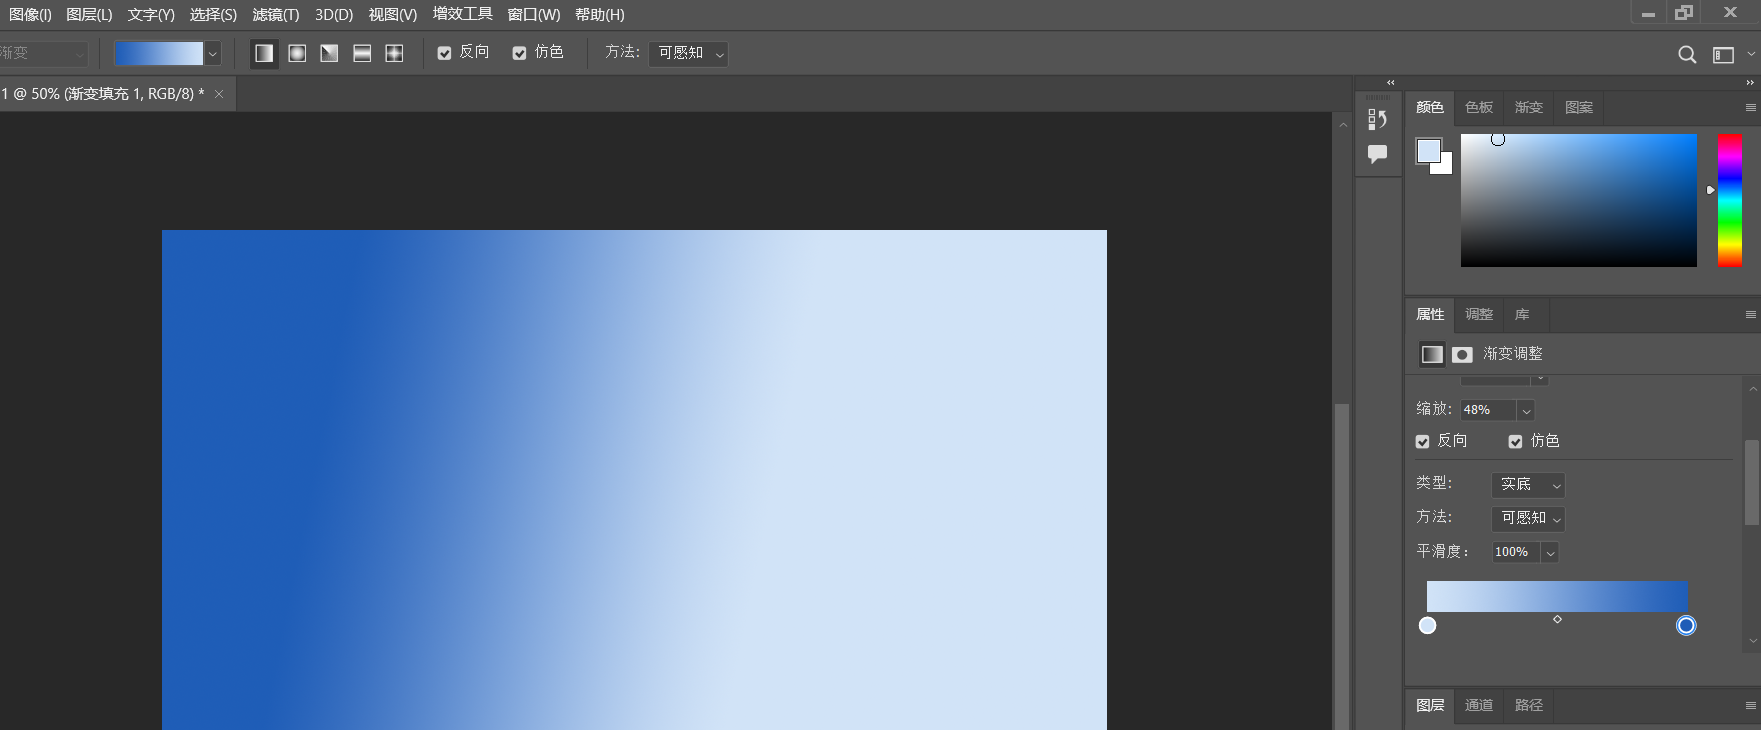 图像(I) 图层(L) 文字(Y) 选择(S) 滤镜(T) 3D(D) 视图(V) 增效工具 窗口(W) 帮助(H)
渐变 反向 仿色 方法: 可感知
1 @ 50% (渐变填充 1, RGB/8) * ×
颜色 色板 渐变 图案
属性 调整 库
渐变调整
缩放: 48%
反向 仿色
类型: 实底
方法: 可感知
平滑度: 100%
图层 通道 路径